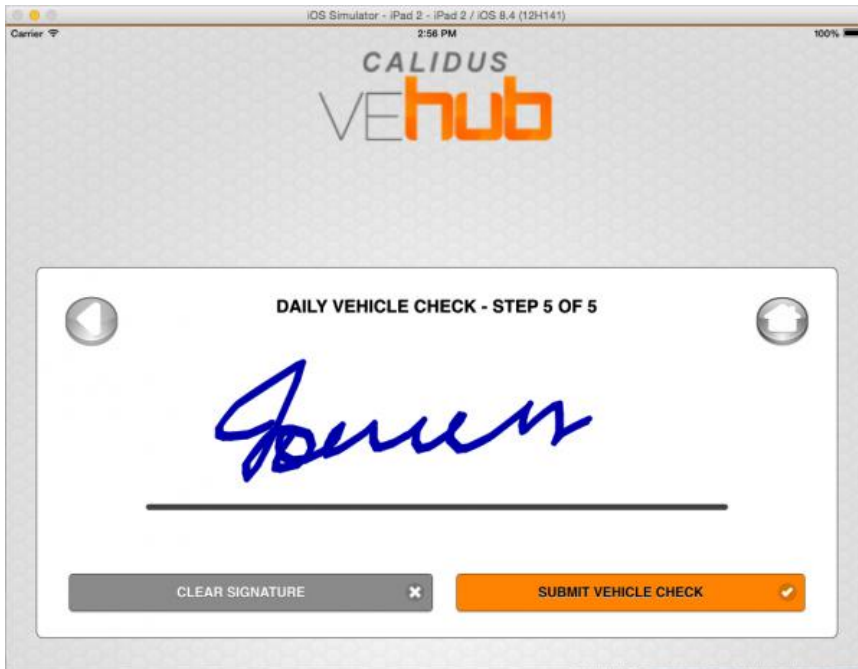 iOS Simulator - iPad 2 - iPad 2 / iOS 8.4 (12H141)
Carrier 2:56 PM 100%
CALIDUS
VEhub
DAILY VEHICLE CHECK - STEP 5 OF 5
CLEAR SIGNATURE
SUBMIT VEHICLE CHECK